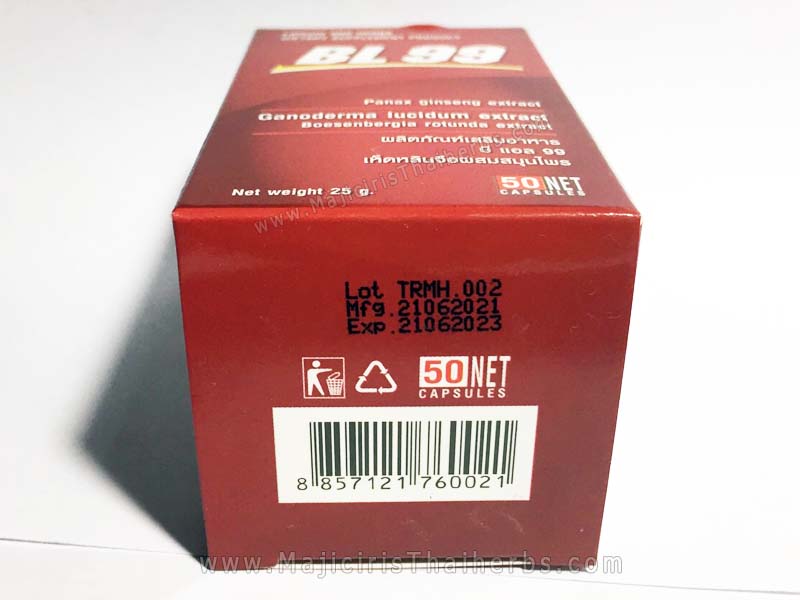 BL 99
Panax ginseng extract
Ganoderma lucidum extract
Boesenbergia rotunda extract
ผลิตภัณฑ์เสริมอาหาร
บี แอล 99
เห็ดหลินจือผสมสมุนไพร
Net weight 25 g.
50 NET
CAPSULES
www.MajicirisThaiherbs.com
Lot TRMH.002
Mfg.21062021
Exp.21062023
50 NET
CAPSULES
8 857121 760021
www.MajicirisThaiherbs.com